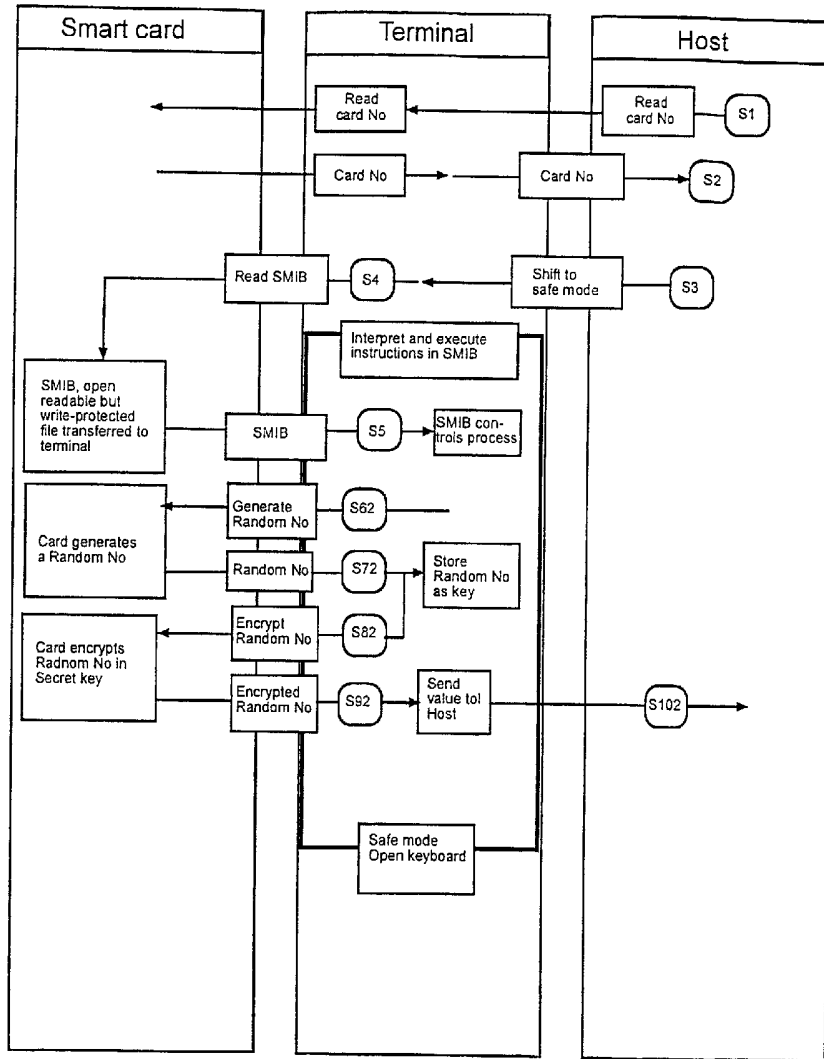 Smart card
Terminal
Host
Read
card No
Read
card No
S1
Card No
Card No
S2
Read SMIB
S4
Shift to
safe mode
S3
Interpret and execute
instructions in SMIB
SMIB, open
readable but
write-protected
file transferred to
terminal
SMIB
S5
SMIB con-
trols process
Generate
Random No
S62
Card generates
a Random No
Random No
S72
Store
Random No
as key
Encrypt
Random No
S82
Card encrypts
Radnom No in
Secret key
Encrypted
Random No
S92
Send
value tol
Host
S102
Safe mode
Open keyboard